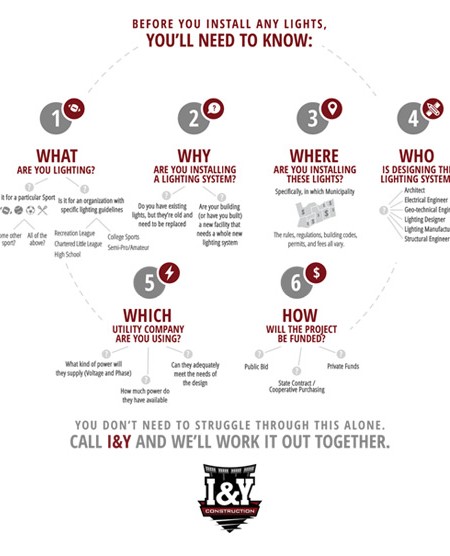 BEFORE YOU INSTALL ANY LIGHTS,
YOU'LL NEED TO KNOW:
1
WHAT
ARE YOU LIGHTING?
it for a particular Sport
ome other
sport?
All of the
above?
Is it for an organization with
specific lighting guidelines
Recreation League
Chartered Little League
High School
College Sports
Semi-Pro/Amateur
2
?
WHY
ARE YOU INSTALLING
A LIGHTING SYSTEM?
?
Do you have existing
lights, but they're old and
need to be replaced
?
Are your building
(or have you built)
a new facility that
needs a whole new
lighting system
3
WHERE
ARE YOU INSTALLING
THESE LIGHTS?
Specifically, in which Municipality
The rules, regulations, building codes,
permits, and fees all vary.
4
WHO
IS DESIGNING TH
LIGHTING SYSTEM
Architect
Electrical Engineer
Geo-technical Engin
Lighting Designer
Lighting Manufactu
Structural Engineer
5
WHICH
UTILITY COMPANY
ARE YOU USING?
?
What kind of power will
they supply (Voltage and Phase)
?
How much power do
they have available
?
Can they adequately
meet the needs of
the design
6
$
HOW
WILL THE PROJECT
BE FUNDED?
?
Public Bid
?
State Contract /
Cooperative Purchasing
?
Private Funds
YOU DON'T NEED TO STRUGGLE THROUGH THIS ALONE.
CALL I&Y AND WE'LL WORK IT OUT TOGETHER.
I&Y
CONSTRUCTION